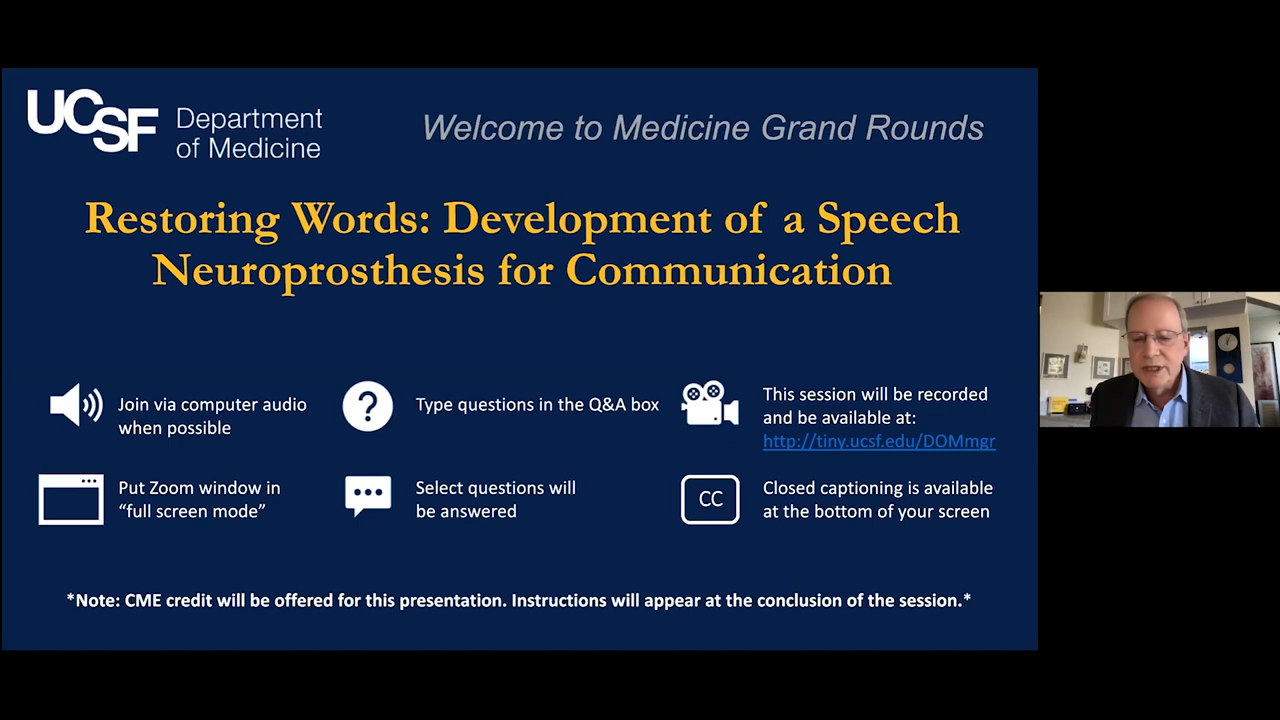 UCSF
Department
of Medicine
Welcome to Medicine Grand Rounds
Restoring Words: Development of a Speech
Neuroprosthesis for Communication
Join via computer audio
when possible
?
Type questions in the Q&A box
This session will be recorded
and be available at:
http://tiny.ucsf.edu/DOMmgr
Put Zoom window in
“full screen mode”
Select questions will
be answered
CC
Closed captioning is available
at the bottom of your screen
*Note: CME credit will be offered for this presentation. Instructions will appear at the conclusion of the session.*